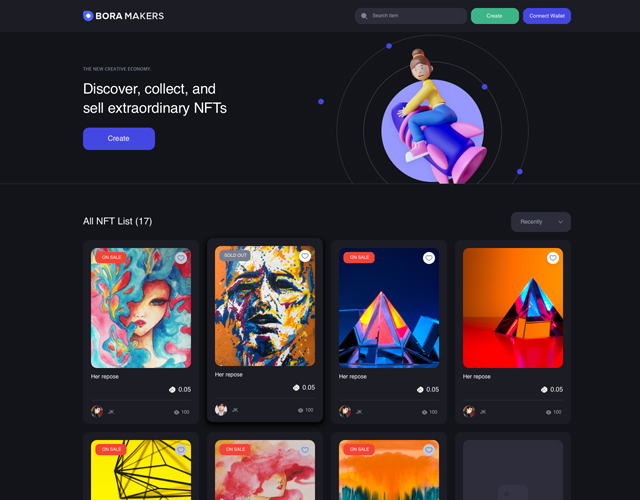 BORA MAKERS
Search item
Create
Connect Wallet
THE NEW CREATIVE ECONOMY.
Discover, collect, and
sell extraordinary NFTs
Create
All NFT List (17)
Recently
ON SALE
SOLD OUT
ON SALE
Her repose
Her repose
Her repose
Her repose
0.05
0.05
0.05
0.05
JK
100
JK
100
JK
100
JK
100
ON SALE
ON SALE
ON SALE